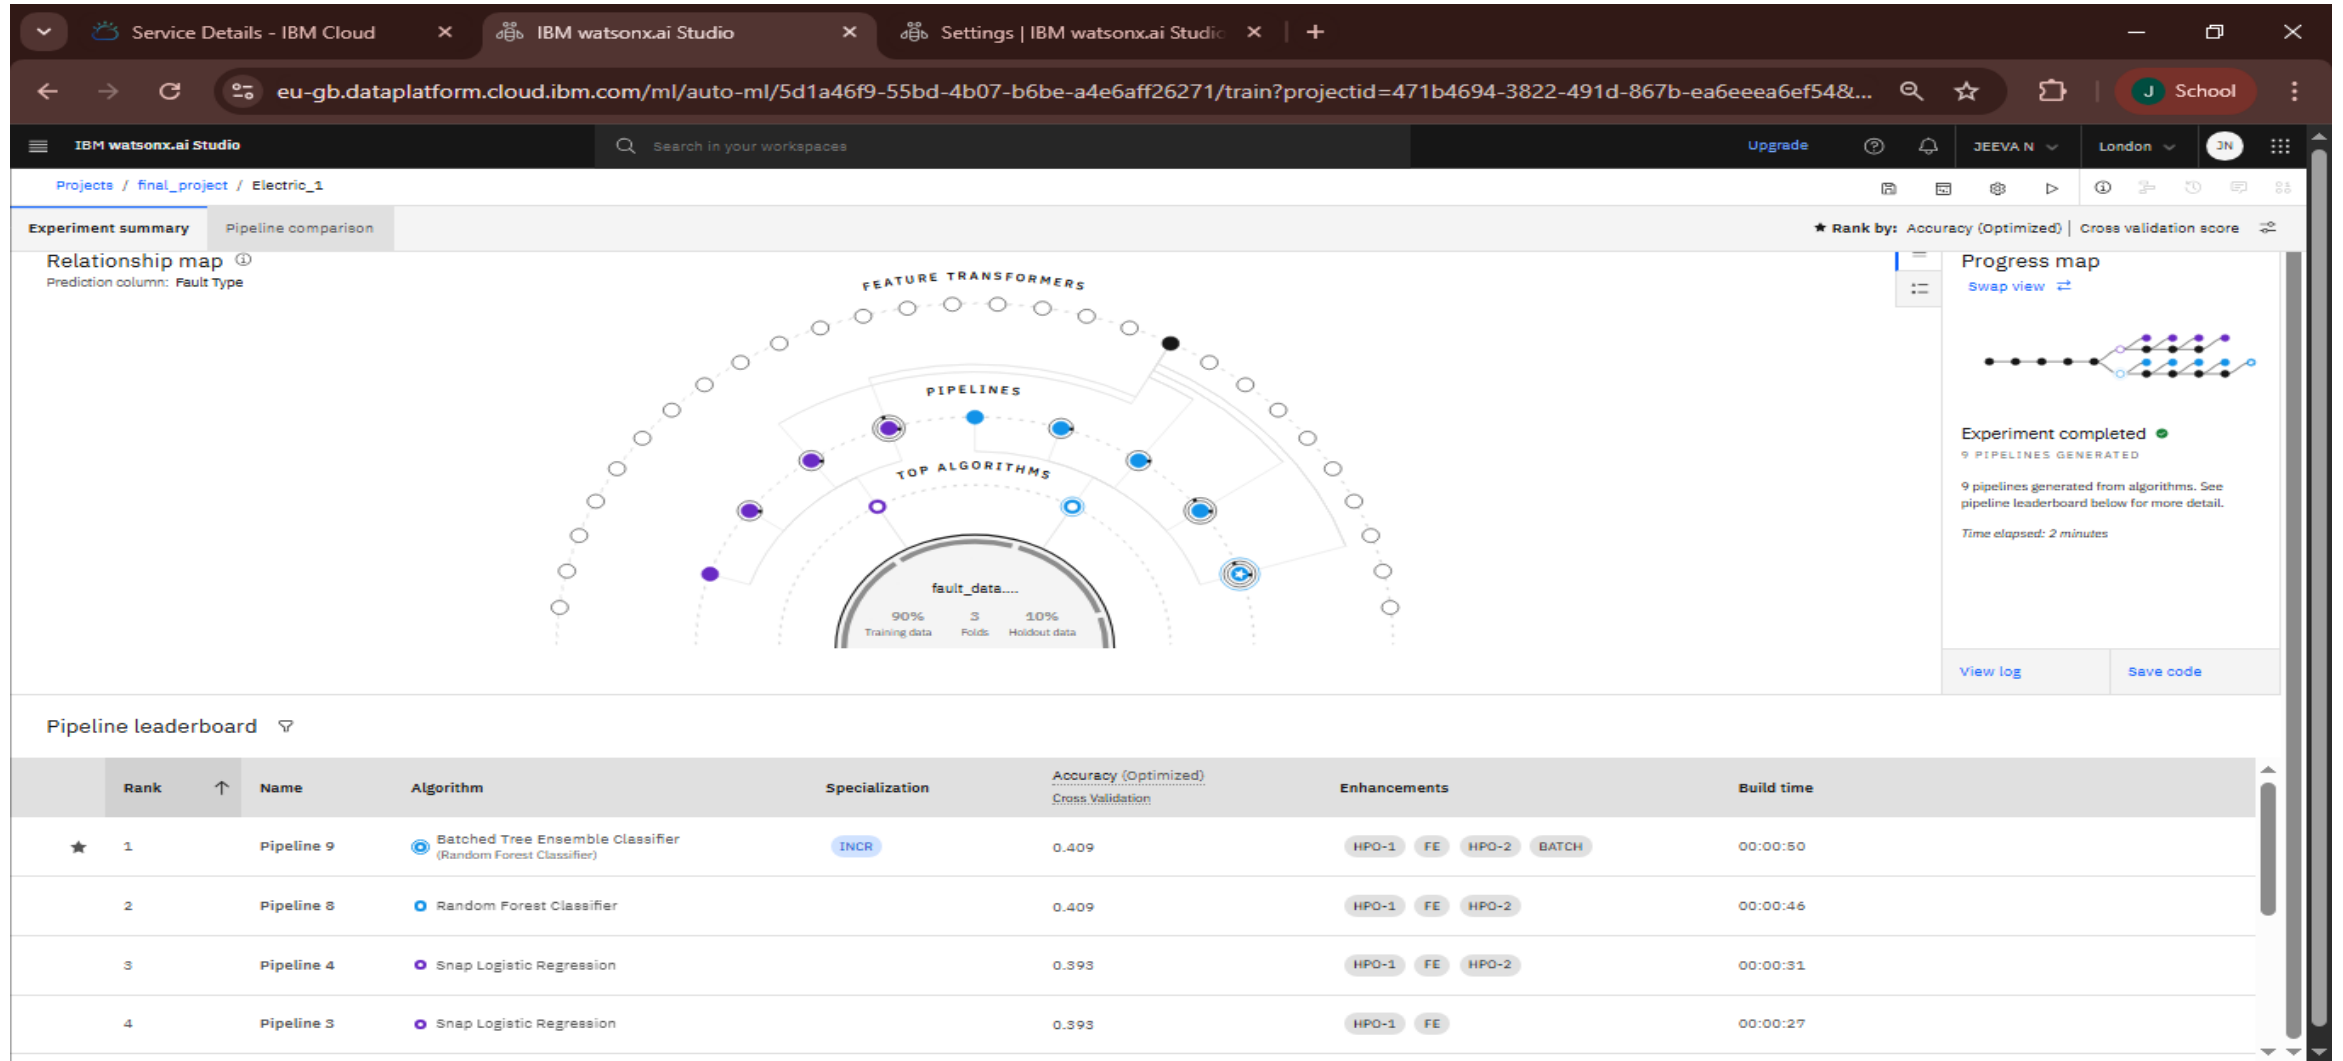 Service Details - IBM Cloud
IBM watsonx.ai Studio
Settings | IBM watsonx.ai Studio
eu-gb.dataplatform.cloud.ibm.com/ml/auto-ml/5d1a46f9-55bd-4b07-b6be-a4e6aff26271/train?projectid=471b4694-3822-491d-867b-ea6eeea6ef54&...
J School
IBM watsonx.ai Studio
Search in your workspaces
Upgrade
JEEVA N
London
JN
Projects / final_project / Electric_1
Experiment summary
Pipeline comparison
Rank by: Accuracy (Optimized) | Cross validation score
Relationship map
Prediction column: Fault Type
FEATURE TRANSFORMERS
PIPELINES
TOP ALGORITHMS
fault_data....
90% 3 10%
Training data Folds Holdout data
Progress map
Swap view
Experiment completed
9 PIPELINES GENERATED
9 pipelines generated from algorithms. See
pipeline leaderboard below for more detail.
Time elapsed: 2 minutes
View log
Save code
Pipeline leaderboard
Rank Name Algorithm Specialization Accuracy (Optimized) Enhancements Build time
Cross Validation
1 Pipeline 9 Batched Tree Ensemble Classifier INCR 0.409 HPO-1 FE HPO-2 BATCH 00:00:50
(Random Forest Classifier)
2 Pipeline 8 Random Forest Classifier 0.409 HPO-1 FE HPO-2 00:00:46
3 Pipeline 4 Snap Logistic Regression 0.393 HPO-1 FE HPO-2 00:00:31
4 Pipeline 3 Snap Logistic Regression 0.393 HPO-1 FE 00:00:27